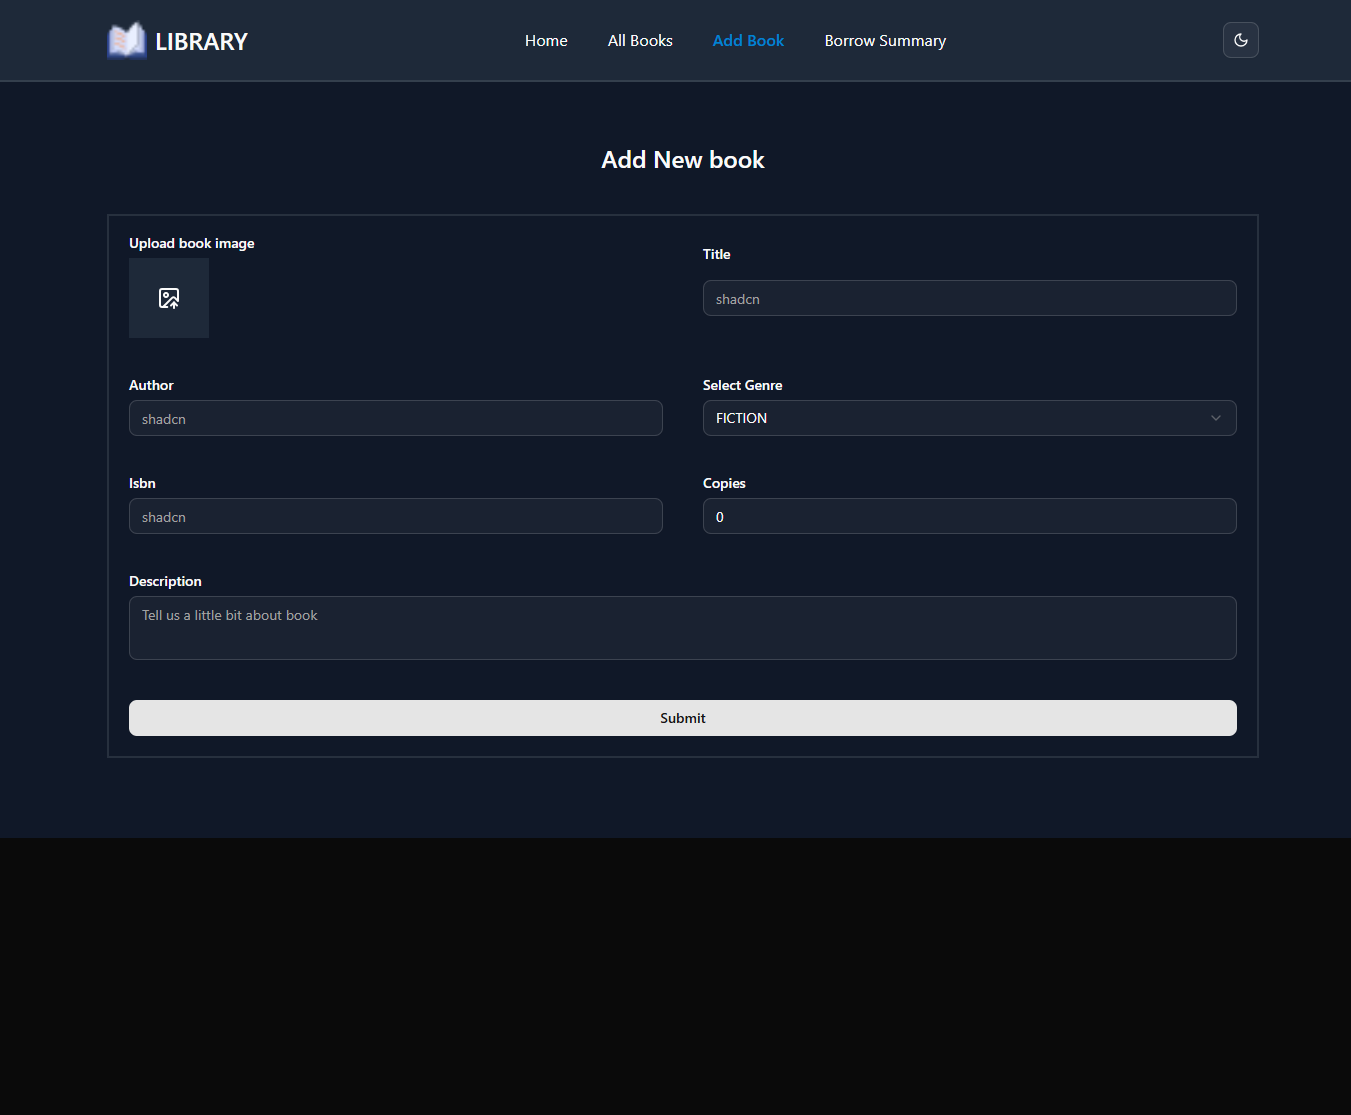 LIBRARY
Home
All Books
Add Book
Borrow Summary
Add New book
Upload book image
Title
shadcn
Author
shadcn
Select Genre
FICTION
Isbn
shadcn
Copies
0
Description
Tell us a little bit about book
Submit